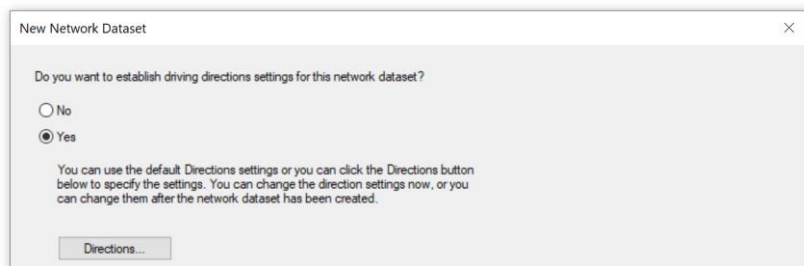 New Network Dataset
Do you want to establish driving directions settings for this network dataset?
No
Yes
You can use the default Directions settings or you can click the Directions button
below to specify the settings. You can change the direction settings now, or you
can change them after the network dataset has been created.
Directions...